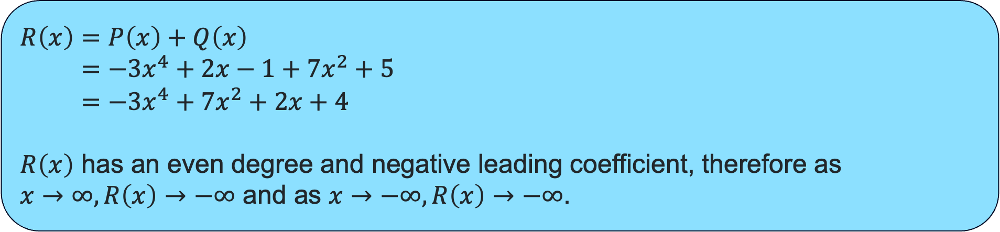 R(x) = P(x) + Q(x)
= −3x⁴ + 2x − 1 + 7x² + 5
= −3x⁴ + 7x² + 2x + 4
R(x) has an even degree and negative leading coefficient, therefore as
x → ∞, R(x) → −∞ and as x → −∞, R(x) → −∞.